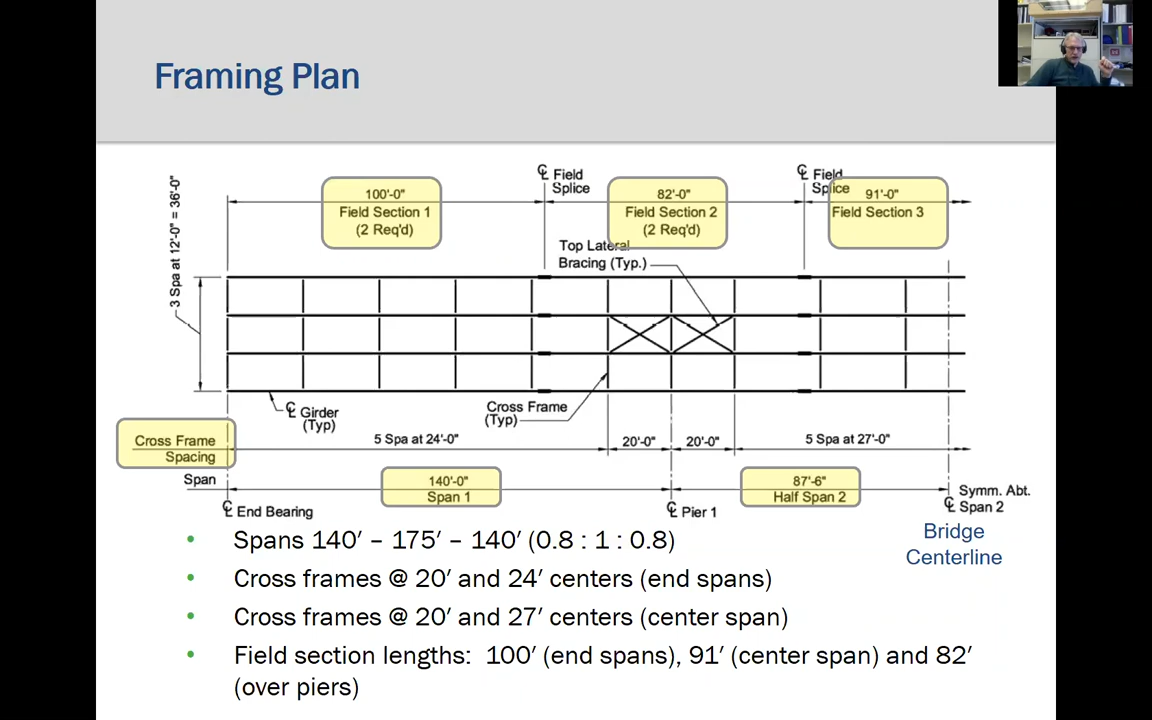 Framing Plan
3 Spa at 12'-0" = 36'-0"
100'-0"
Field Section 1
(2 Req'd)
℄ Field
Splice
82'-0"
Field Section 2
(2 Req'd)
℄ Field
Splice
91'-0"
Field Section 3
Top Lateral
Bracing (Typ.)
℄ Girder
(Typ)
Cross Frame
(Typ)
Cross Frame
Spacing
5 Spa at 24'-0"
20'-0"
20'-0"
5 Spa at 27'-0"
Span
140'-0"
Span 1
87'-6"
Half Span 2
℄ End Bearing
℄ Pier 1
Symm. Abt.
℄ Span 2
Bridge
Centerline
• Spans 140′ – 175′ – 140′ (0.8 : 1 : 0.8)
• Cross frames @ 20′ and 24′ centers (end spans)
• Cross frames @ 20′ and 27′ centers (center span)
• Field section lengths: 100′ (end spans), 91′ (center span) and 82′
(over piers)